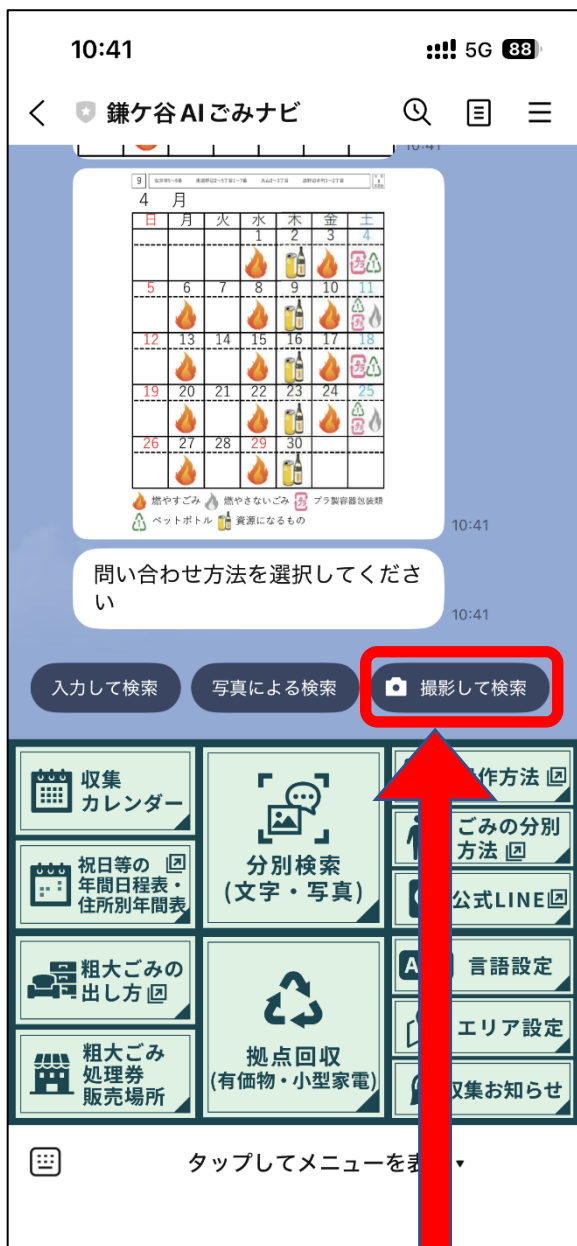 10:41
5G 88
鎌ケ谷AIごみナビ
10:41
9
4 月
日 月 火 水 木 金 土
1 2 3 4
5 6 7 8 9 10 11
12 13 14 15 16 17 18
19 20 21 22 23 24 25
26 27 28 29 30
燃やすごみ 燃やさないごみ プラ プラ製容器包装類
1 ペットボトル 資源になるもの
10:41
問い合わせ方法を選択してくださ
い
10:41
入力して検索 写真による検索 撮影して検索
収集
カレンダー
祝日等の
年間日程表・
住所別年間表
粗大ごみの
出し方
粗大ごみ
処理券
販売場所
分別検索
(文字・写真)
拠点回収
(有価物・小型家電)
作方法
ごみの分別
方法
公式LINE
A 言語設定
エリア設定
収集お知らせ
タップしてメニューを表